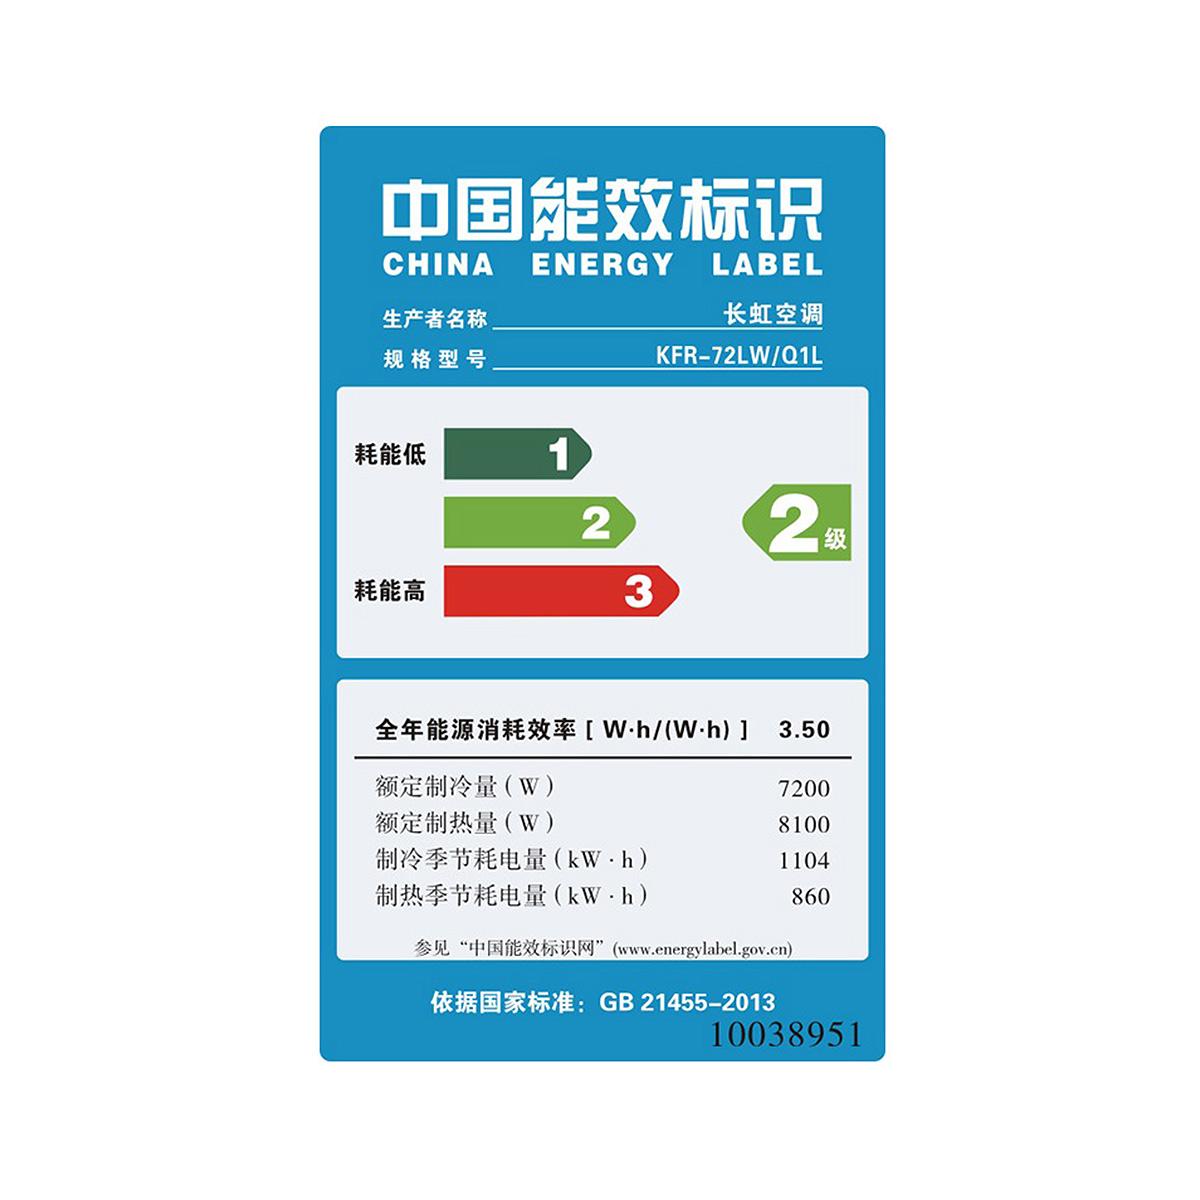 中国能效标识
CHINA ENERGY LABEL
生产者名称 长虹空调
规格型号 KFR-72LW/Q1L
耗能低 1
2 2级
耗能高 3
全年能源消耗效率[ W·h/(W·h) ] 3.50
额定制冷量(W) 7200
额定制热量(W) 8100
制冷季节耗电量(kW·h) 1104
制热季节耗电量(kW·h) 860
参见“中国能效标识网”(www.energylabel.gov.cn)
依据国家标准：GB 21455-2013
10038951